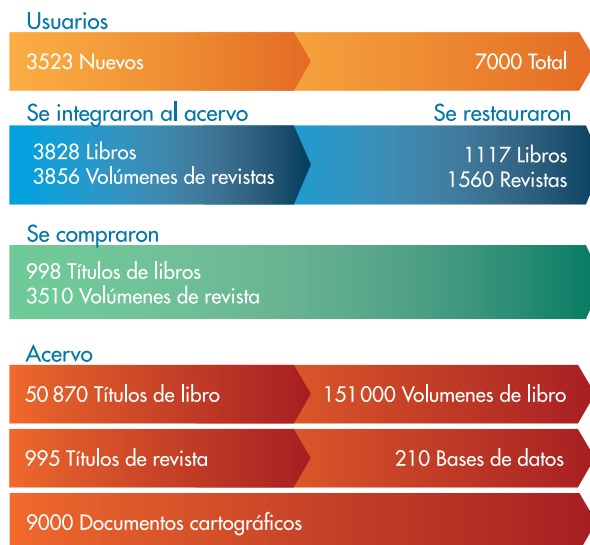 Usuarios
3523 Nuevos
7000 Total
Se integraron al acervo
Se restauraron
3828 Libros
3856 Volúmenes de revistas
1117 Libros
1560 Revistas
Se compraron
998 Títulos de libros
3510 Volúmenes de revista
Acervo
50 870 Títulos de libro
151 000 Volumenes de libro
995 Títulos de revista
210 Bases de datos
9000 Documentos cartográficos